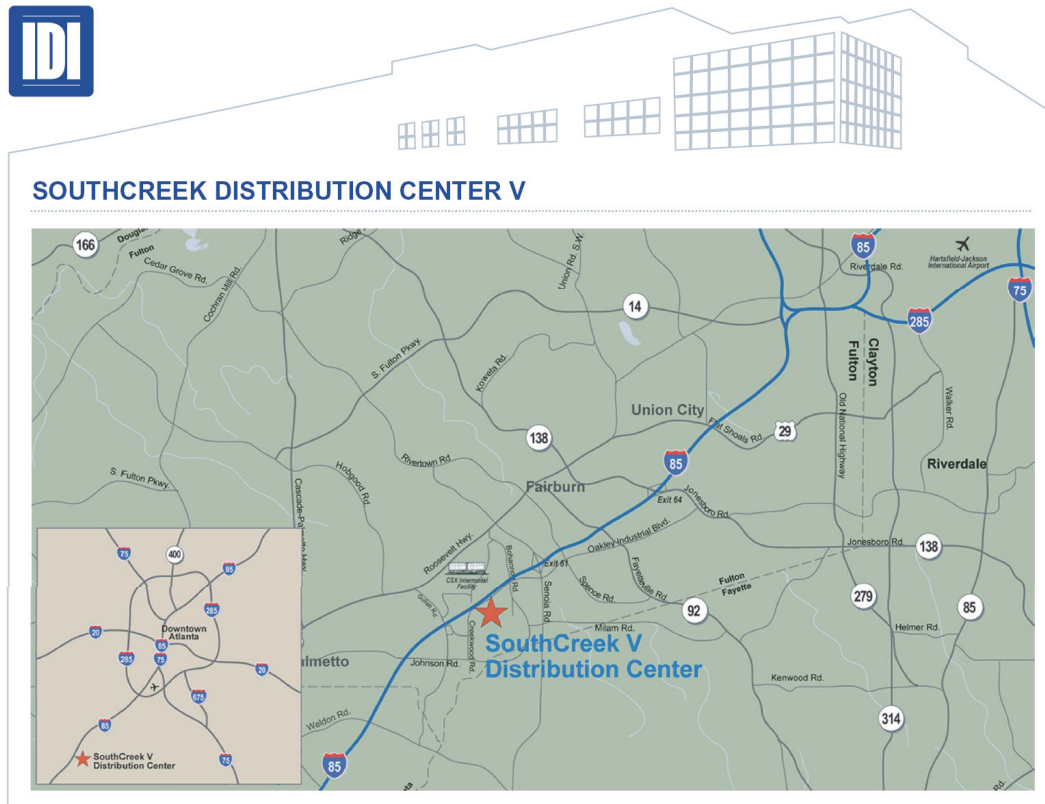 IDI
SOUTHCREEK DISTRIBUTION CENTER V
166
Fulton
Cedar Grove Rd.
Cochran Mill Rd.
Union Rd. S.W.
14
85
Riverdale Rd.
Hartsfield-Jackson
International Airport
75
285
S. Fulton Pkwy.
Koweta Rd.
Clayton
Fulton
Union City
Flat Shoals Rd.
29
Old National Highway
Walker Rd.
138
85
Rivertown Rd.
Hobgood Rd.
Riverdale
S. Fulton Pkwy.
Fairburn
Exit 64
Jonesboro Rd.
Roosevelt Hwy.
Oakley Industrial Blvd.
Jonesboro Rd.
138
CSX Intermodal
Facility
Bohannon Rd.
Exit 61
Senoia Rd.
Spence Rd.
Fayetteville Rd.
Fulton
Fayette
92
279
85
Creekwood Rd.
Milam Rd.
Helmer Rd.
SouthCreek V
Distribution Center
lmetto
Johnson Rd.
Kenwood Rd.
Weldon Rd.
314
85
Rd.
75
400
85
285
20
Downtown
Atlanta
85
285
75
20
675
85
SouthCreek V
Distribution Center
75